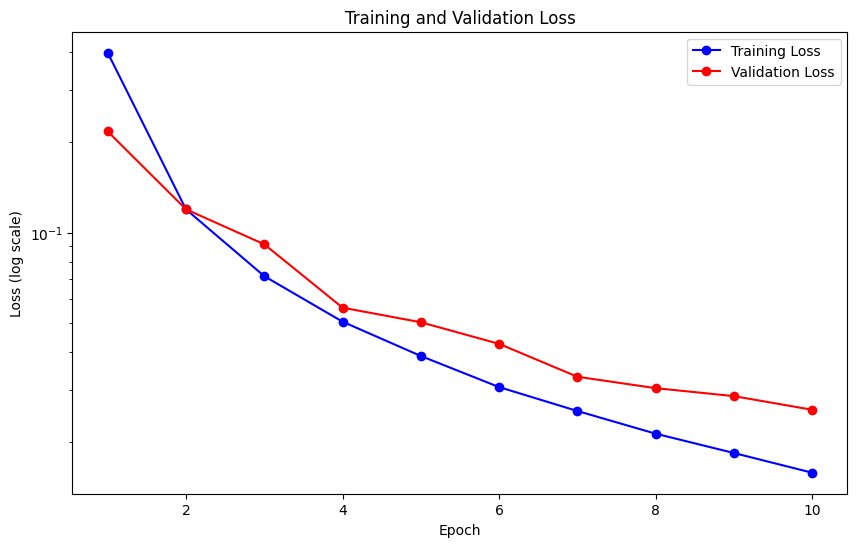 Training and Validation Loss
Training Loss
Validation Loss
Loss (log scale)
10⁻¹
2
4
6
8
10
Epoch